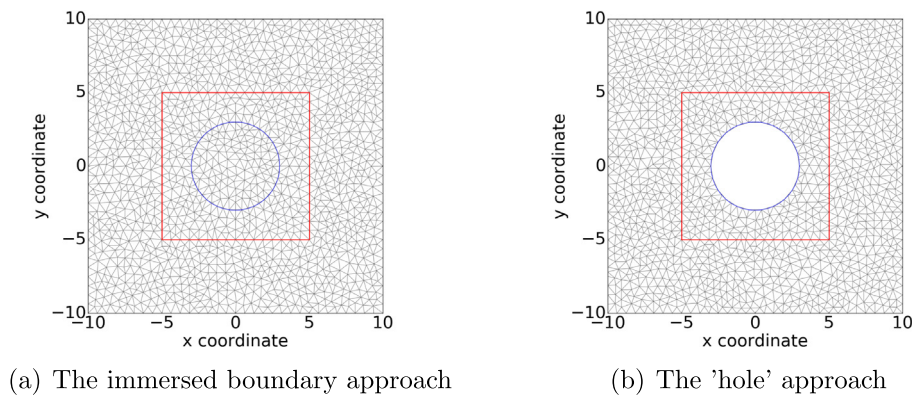 10
5
0
−5
−10
y coordinate
−10 −5 0 5 10
x coordinate
(a) The immersed boundary approach
10
5
0
−5
−10
y coordinate
−10 −5 0 5 10
x coordinate
(b) The 'hole' approach